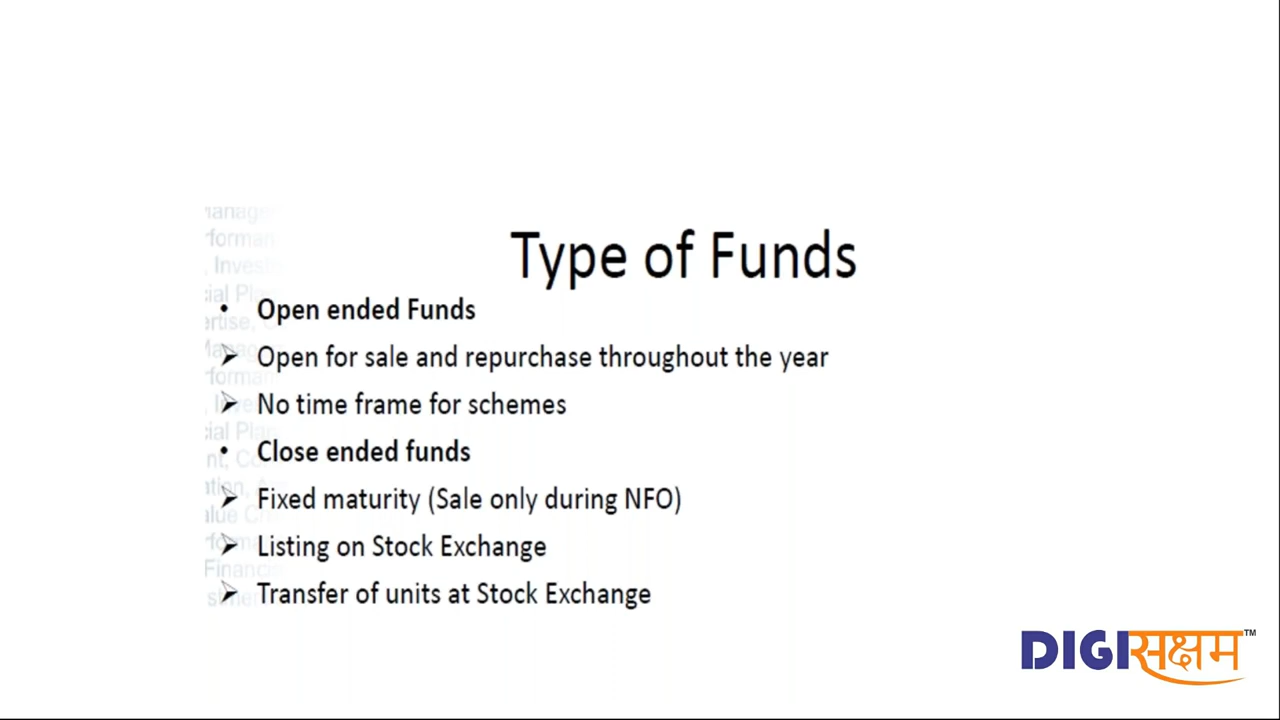 Type of Funds
• Open ended Funds
➢ Open for sale and repurchase throughout the year
➢ No time frame for schemes
• Close ended funds
➢ Fixed maturity (Sale only during NFO)
➢ Listing on Stock Exchange
➢ Transfer of units at Stock Exchange
DIGIसक्षम™